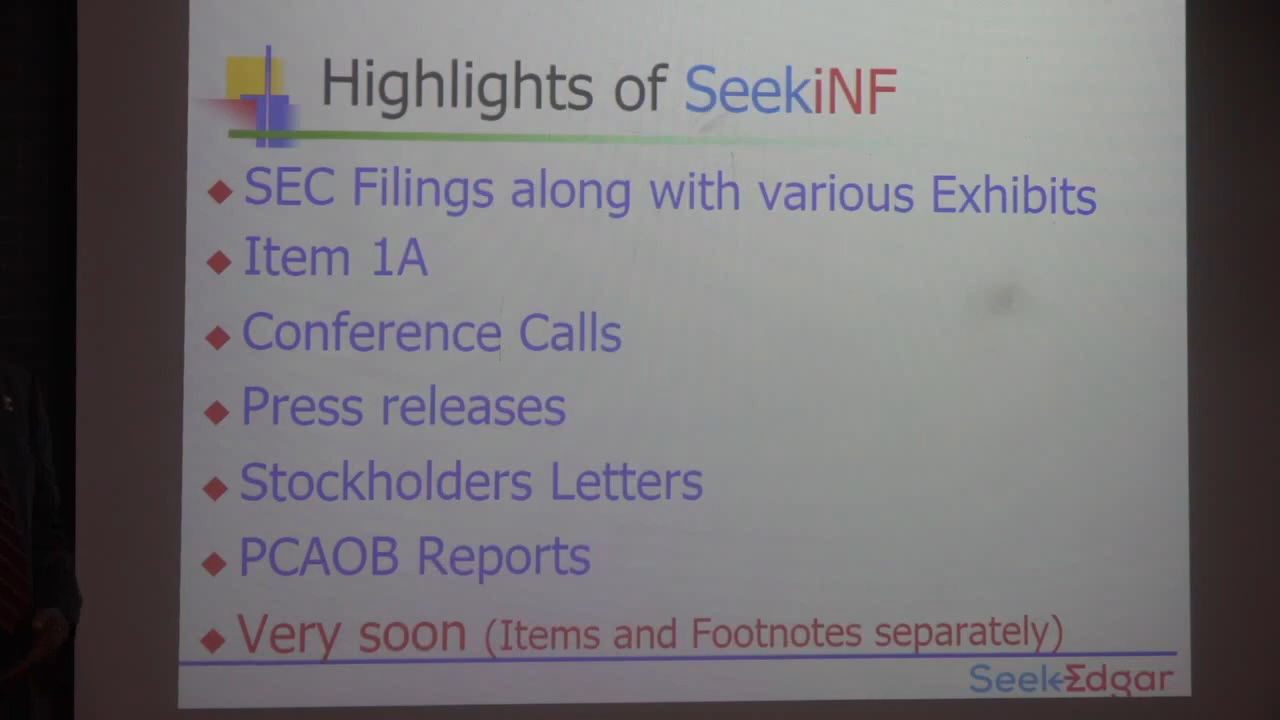 Highlights of SeekiNF
SEC Filings along with various Exhibits
Item 1A
Conference Calls
Press releases
Stockholders Letters
PCAOB Reports
Very soon (Items and Footnotes separately)
SeekEdgar